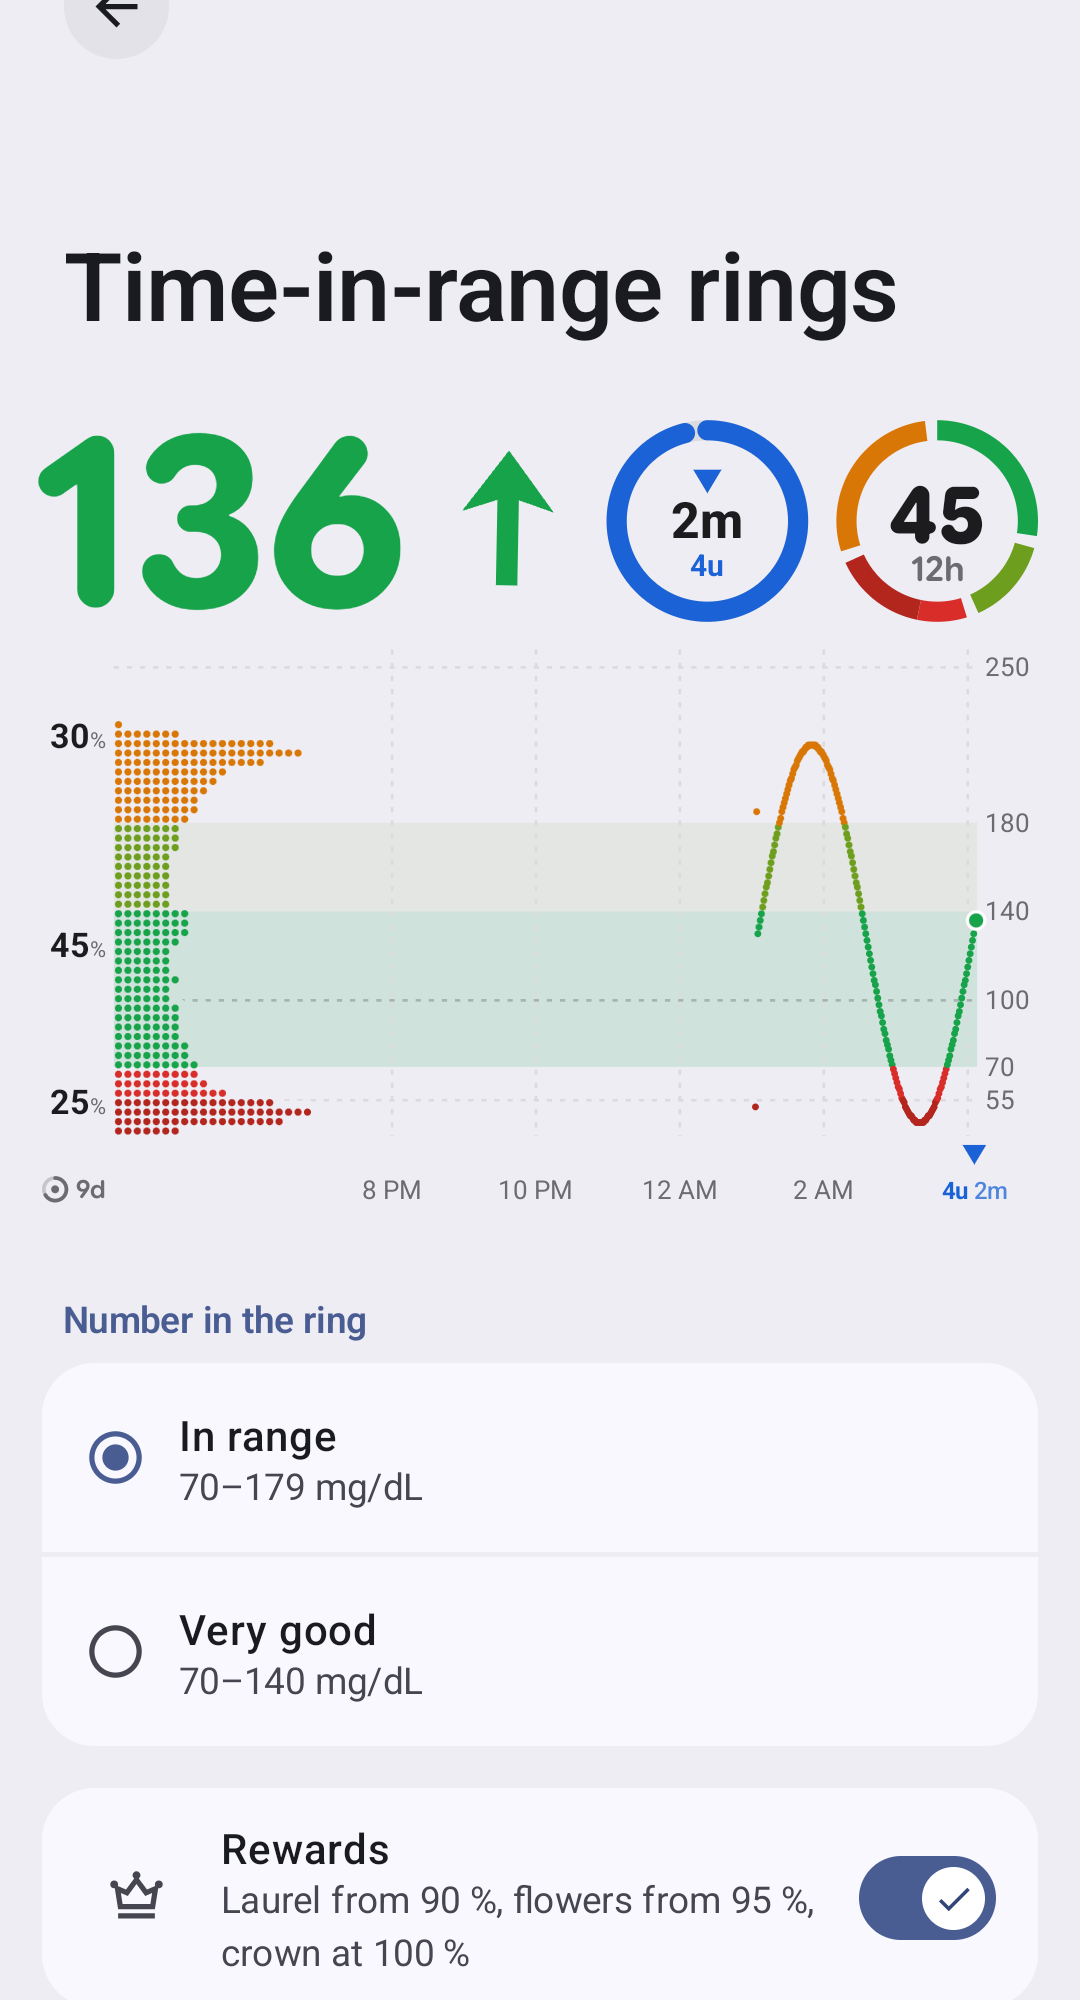 Time-in-range rings
136
2m
4u
45
12h
250
30%
180
140
45%
100
70
25%
55
9d
8 PM
10 PM
12 AM
2 AM
4u 2m
Number in the ring
In range
70–179 mg/dL
Very good
70–140 mg/dL
Rewards
Laurel from 90 %, flowers from 95 %,
crown at 100 %